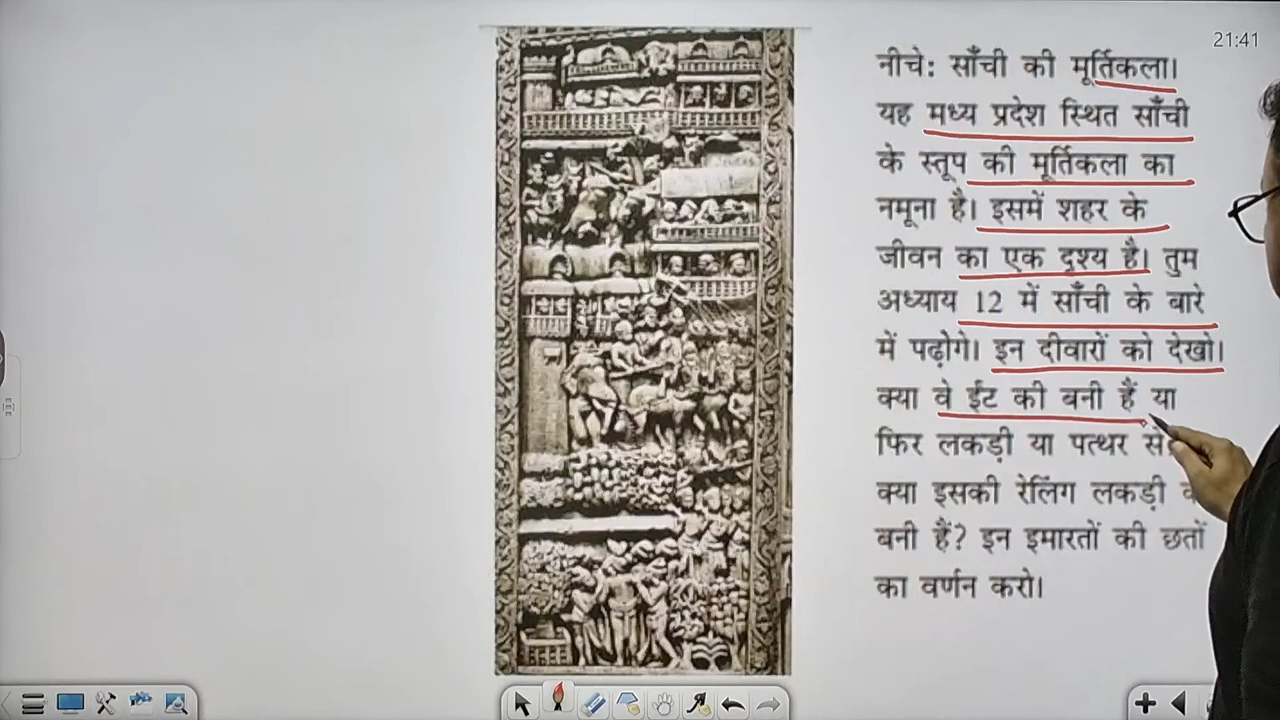 21:41
नीचे: साँची की मूर्तिकला।
यह मध्य प्रदेश स्थित साँची
के स्तूप की मूर्तिकला का
नमूना है। इसमें शहर के
जीवन का एक दृश्य है। तुम
अध्याय 12 में साँची के बारे
में पढ़ोगे। इन दीवारों को देखो।
क्या वे ईंट की बनी हैं या
फिर लकड़ी या पत्थर से
क्या इसकी रेलिंग लकड़ी
बनी हैं? इन इमारतों की छतों
का वर्णन करो।